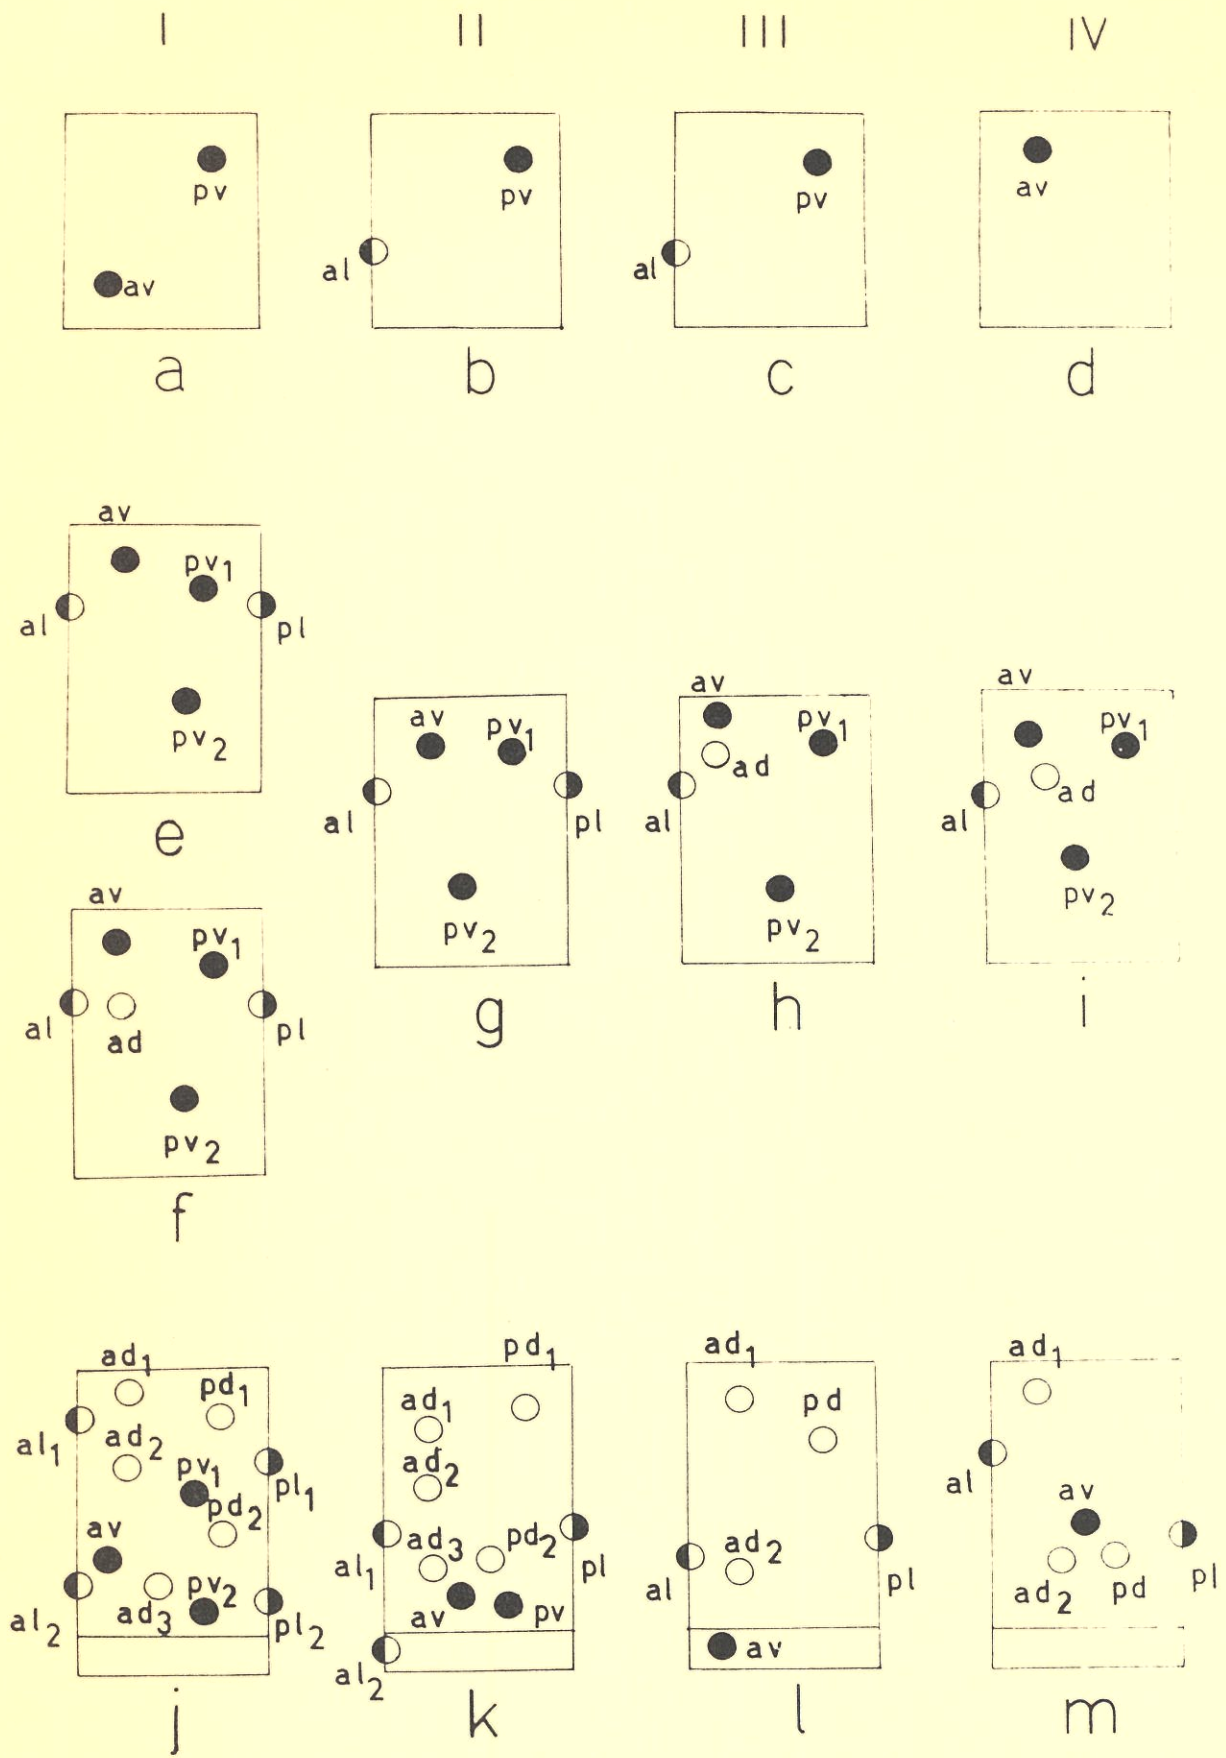 I II III IV
pv pv pv av
al al
av
a b c d
av
pv1
al pl
pv2
e
av av
av pv1 pv1 pv1
ad ad
al pl al al
pv2
pv2 pv2
g h i
av
pv1
al ad pl
pv2
f
ad1 pd1 ad1 ad1
pd1 ad1 pd
al1 ad2 ad2
pv1 pl1 al
pd2 av
av ad3 pd2 ad2
al1 pl al pl ad2 pd pl
al2 ad3 pv2 pl2 av pv
al2 av
j k l m